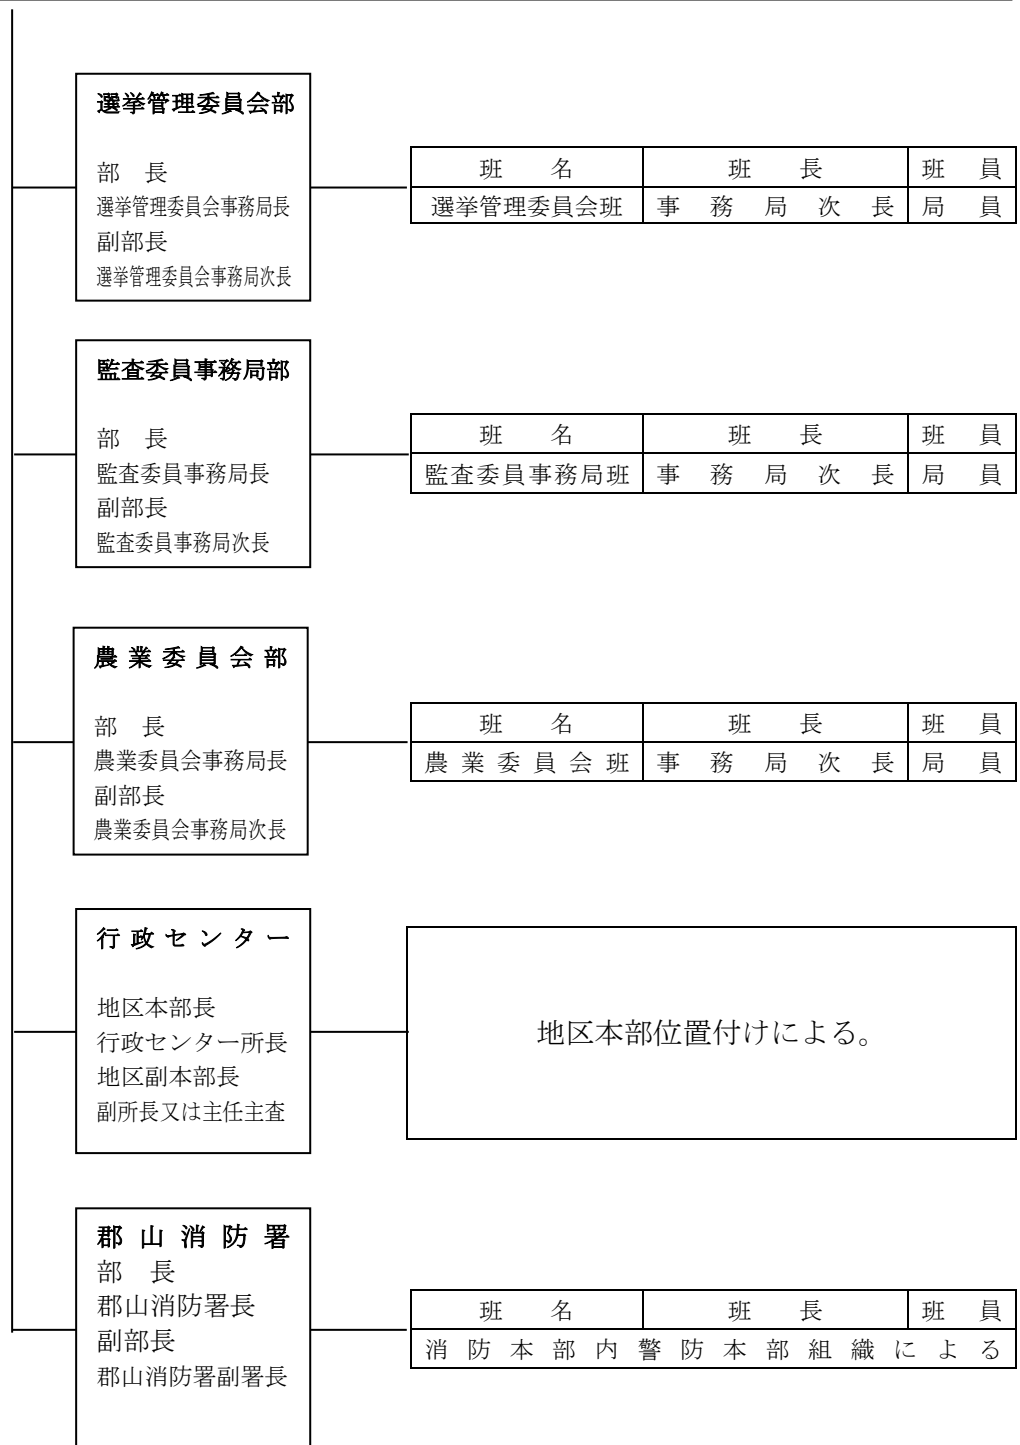 選挙管理委員会部
部 長
選挙管理委員会事務局長
副部長
選挙管理委員会事務局次長
班 名 班 長 班 員
選挙管理委員会班 事務局次長 局員
監査委員事務局部
部 長
監査委員事務局長
副部長
監査委員事務局次長
班 名 班 長 班 員
監査委員事務局班 事務局次長 局員
農業委員会部
部 長
農業委員会事務局長
副部長
農業委員会事務局次長
班 名 班 長 班 員
農業委員会班 事務局次長 局員
行政センター
地区本部長
行政センター所長
地区副本部長
副所長又は主任主査
地区本部位置付けによる。
郡山消防署
部 長
郡山消防署長
副部長
郡山消防署副署長
班 名 班 長 班 員
消防本部内警防本部組織による